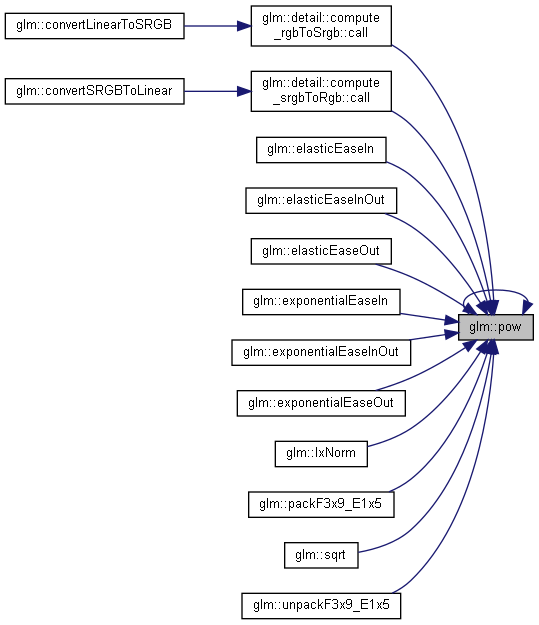 glm::convertLinearToSRGB
glm::detail::compute
_rgbToSrgb::call
glm::convertSRGBToLinear
glm::detail::compute
_srgbToRgb::call
glm::elasticEaseIn
glm::elasticEaseInOut
glm::elasticEaseOut
glm::exponentialEaseIn
glm::pow
glm::exponentialEaseInOut
glm::exponentialEaseOut
glm::lxNorm
glm::packF3x9_E1x5
glm::sqrt
glm::unpackF3x9_E1x5